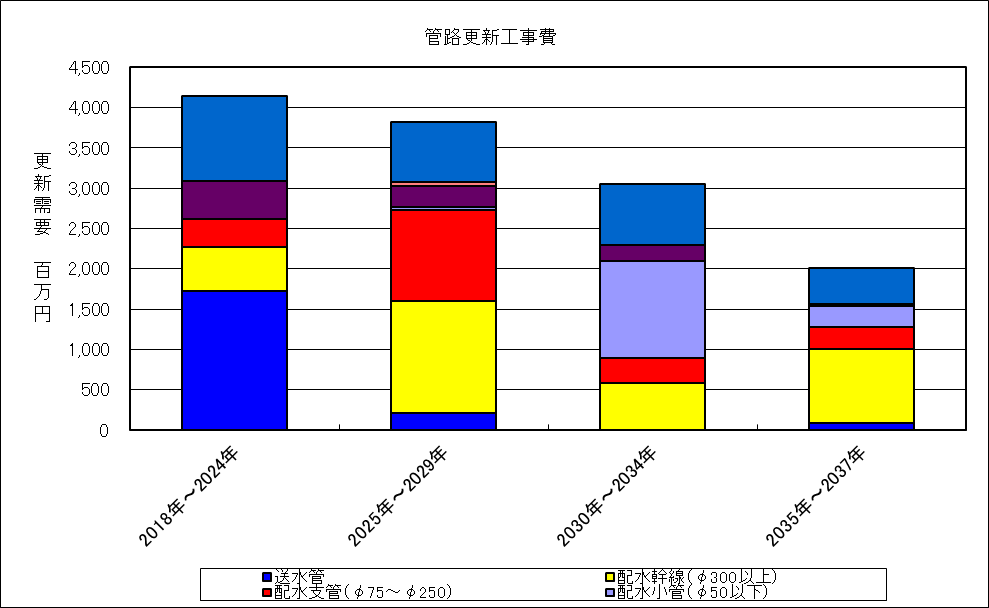 管路更新工事費
4,500
4,000
3,500
3,000
2,500
2,000
1,500
1,000
500
0
更新需要 百万円
2018年～2024年
2025年～2029年
2030年～2034年
2035年～2037年
送水管
配水幹線(φ300以上)
配水支管(φ75～φ250)
配水小管(φ50以下)